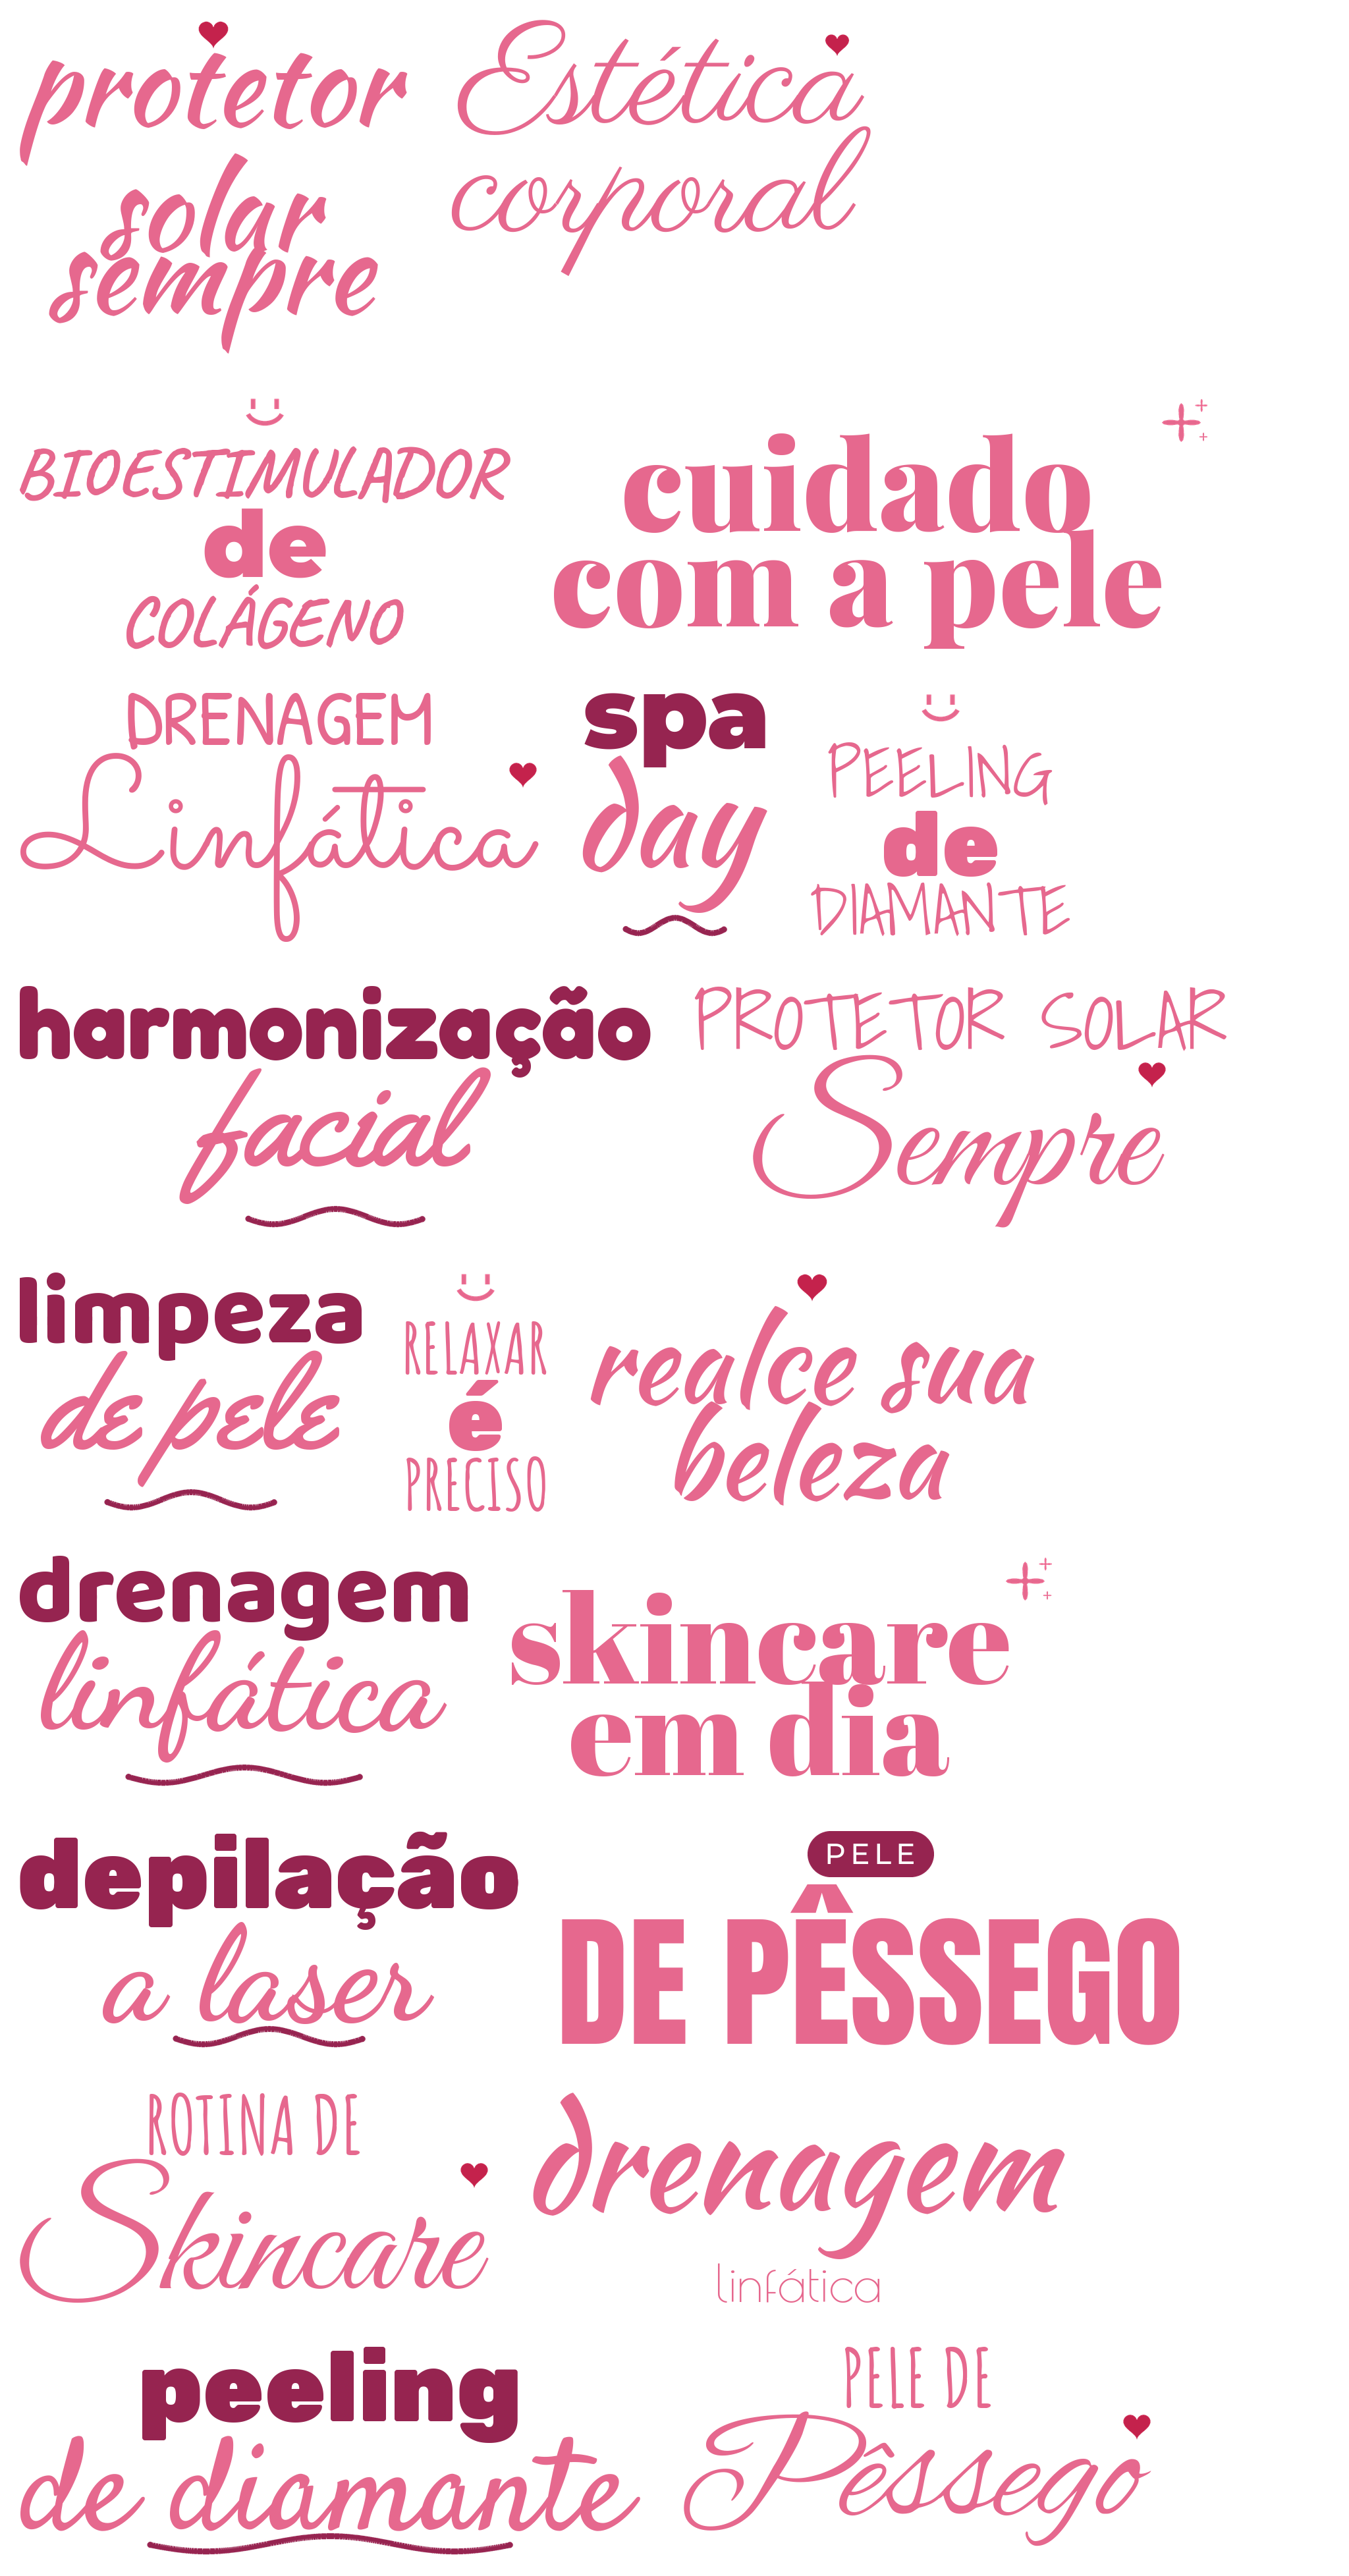 protetor
solar
sempre
Estética
corporal
BIOESTIMULADOR
de
COLÁGENO
cuidado
com a pele
DRENAGEM
Linfática
spa
day
PEELING
de
DIAMANTE
harmonização
facial
PROTETOR SOLAR
Sempre
limpeza
de pele
RELAXAR
é
PRECISO
realce sua
beleza
drenagem
linfática
skincare
em dia
depilação
a laser
PELE
DE PÊSSEGO
ROTINA DE
Skincare
drenagem
linfática
peeling
de diamante
PELE DE
Pêssego